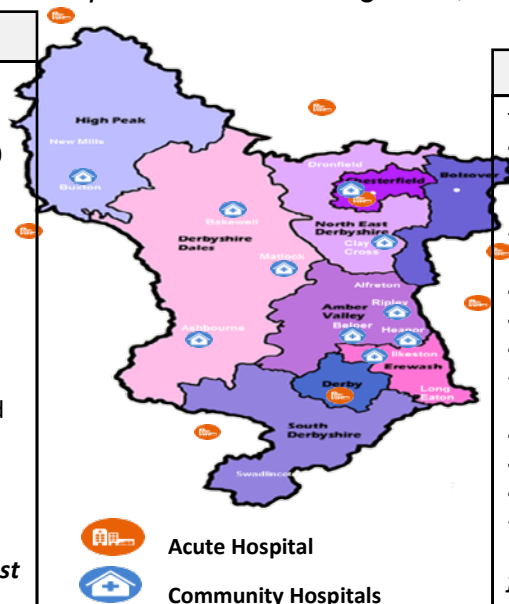 High Peak
New Mills
Buxton
Dronfield
Chesterfield
Bolsover
Bakewell
North East
Derbyshire
Derbyshire
Dales
Clay
Cross
Matlock
Alfreton
Amber
Valley
Ripley
Belper
Heanor
Ashbourne
Ilkeston
Erewash
Derby
Long
Eaton
South
Derbyshire
Swadlincote
Acute Hospital
st
Community Hospitals